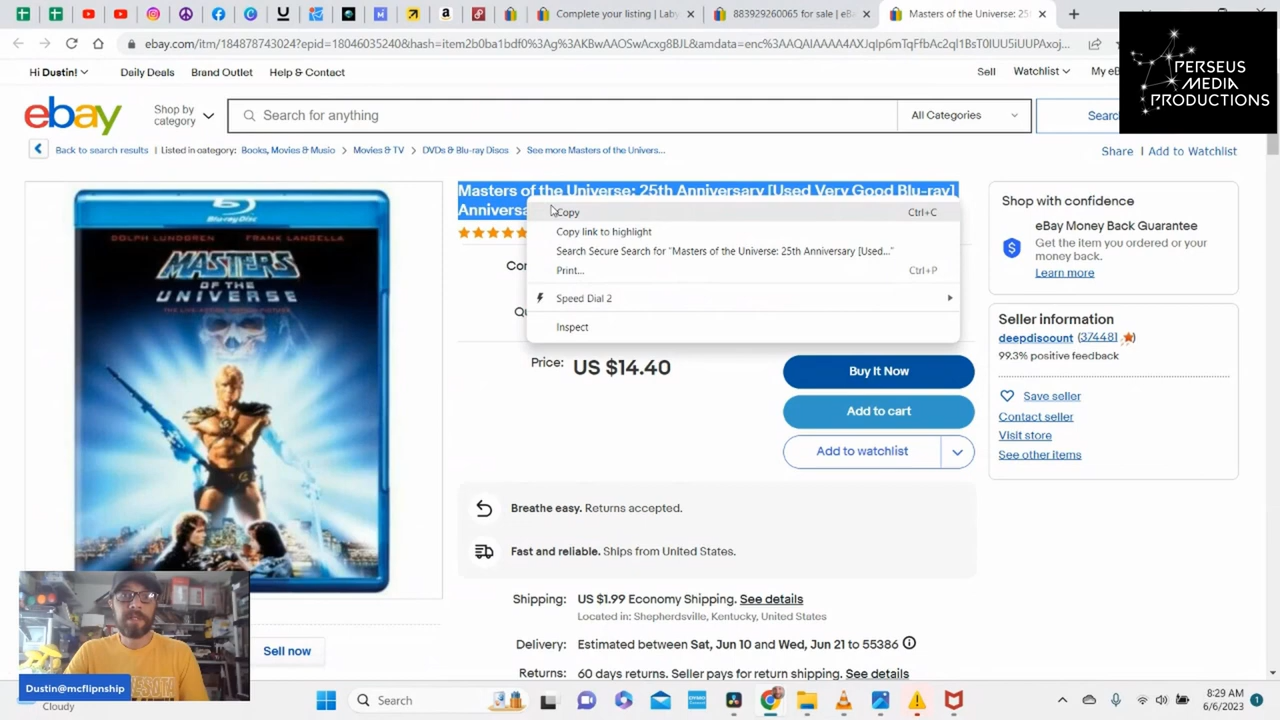 Complete your listing | Laby
883929260065 for sale | eBa
Masters of the Universe: 25
ebay.com/itm/184878743024?epid=18046035240&hash=item2b0ba1bdf0%3Ag%3AKBwAAOSwAcxg8BJL&amdata=enc%3AAQAIAAAA4AXJqIp6mTqFfbAc2ql1BsT0IUU5iUUPAxoj...
PERSEUS
MEDIA
PRODUCTIONS
Hi Dustin!
Daily Deals
Brand Outlet
Help & Contact
Sell
Watchlist
My eB
ebay
Shop by
category
Search for anything
All Categories
Searc
Back to search results | Listed in category: Books, Movies & Music > Movies & TV > DVDs & Blu-ray Discs > See more Masters of the Univers...
Share | Add to Watchlist
Masters of the Universe: 25th Anniversary [Used Very Good Blu-ray]
Anniversa
Copy Ctrl+C
Copy link to highlight
Search Secure Search for "Masters of the Universe: 25th Anniversary [Used..."
Print... Ctrl+P
Speed Dial 2
Inspect
Con
Qu
Price: US $14.40
Buy It Now
Add to cart
Add to watchlist
Breathe easy. Returns accepted.
Fast and reliable. Ships from United States.
Shipping: US $1.99 Economy Shipping. See details
Located in: Shepherdsville, Kentucky, United States
Delivery: Estimated between Sat, Jun 10 and Wed, Jun 21 to 55386
Returns: 60 days returns. Seller pays for return shipping. See details
Shop with confidence
eBay Money Back Guarantee
Get the item you ordered or your
money back.
Learn more
Seller information
deepdiscount (374481)
99.3% positive feedback
Save seller
Contact seller
Visit store
See other items
Blu-ray Disc
DOLPH LUNDGREN FRANK LANGELLA
MASTERS
OF THE
UNIVERSE
Sell now
Dustin@mcflipnship
Cloudy
Search
8:29 AM
6/6/2023